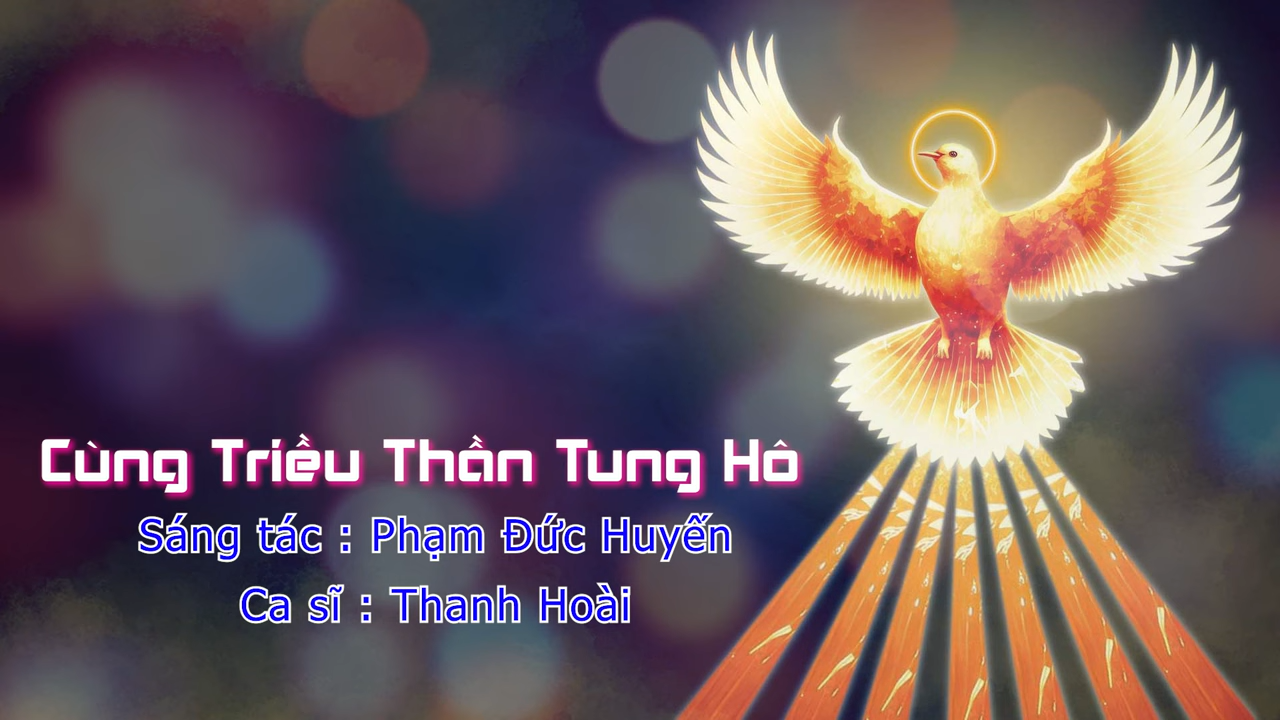 Cùng Triều Thần Tung Hô
Sáng tác : Phạm Đức Huyến
Ca sĩ : Thanh Hoài